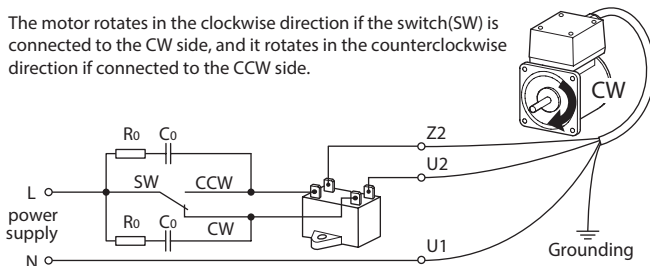 The motor rotates in the clockwise direction if the switch(SW) is
connected to the CW side, and it rotates in the counterclockwise
direction if connected to the CCW side.
CW
Z2
R0 C0
U2
SW CCW
L
power
supply
R0 C0
CW
U1
Grounding
N